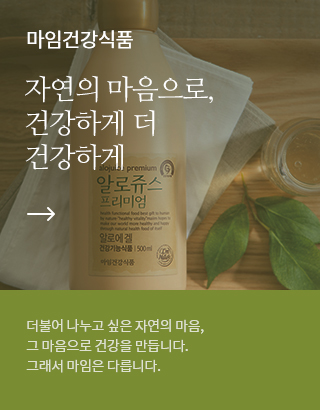 마임건강식품
자연의 마음으로,
건강하게 더
건강하게
alojuice premium
알로쥬스
프리미엄
알로에겔
건강기능식품 | 500ml
마임건강식품
더불어 나누고 싶은 자연의 마음,
그 마음으로 건강을 만듭니다.
그래서 마임은 다릅니다.